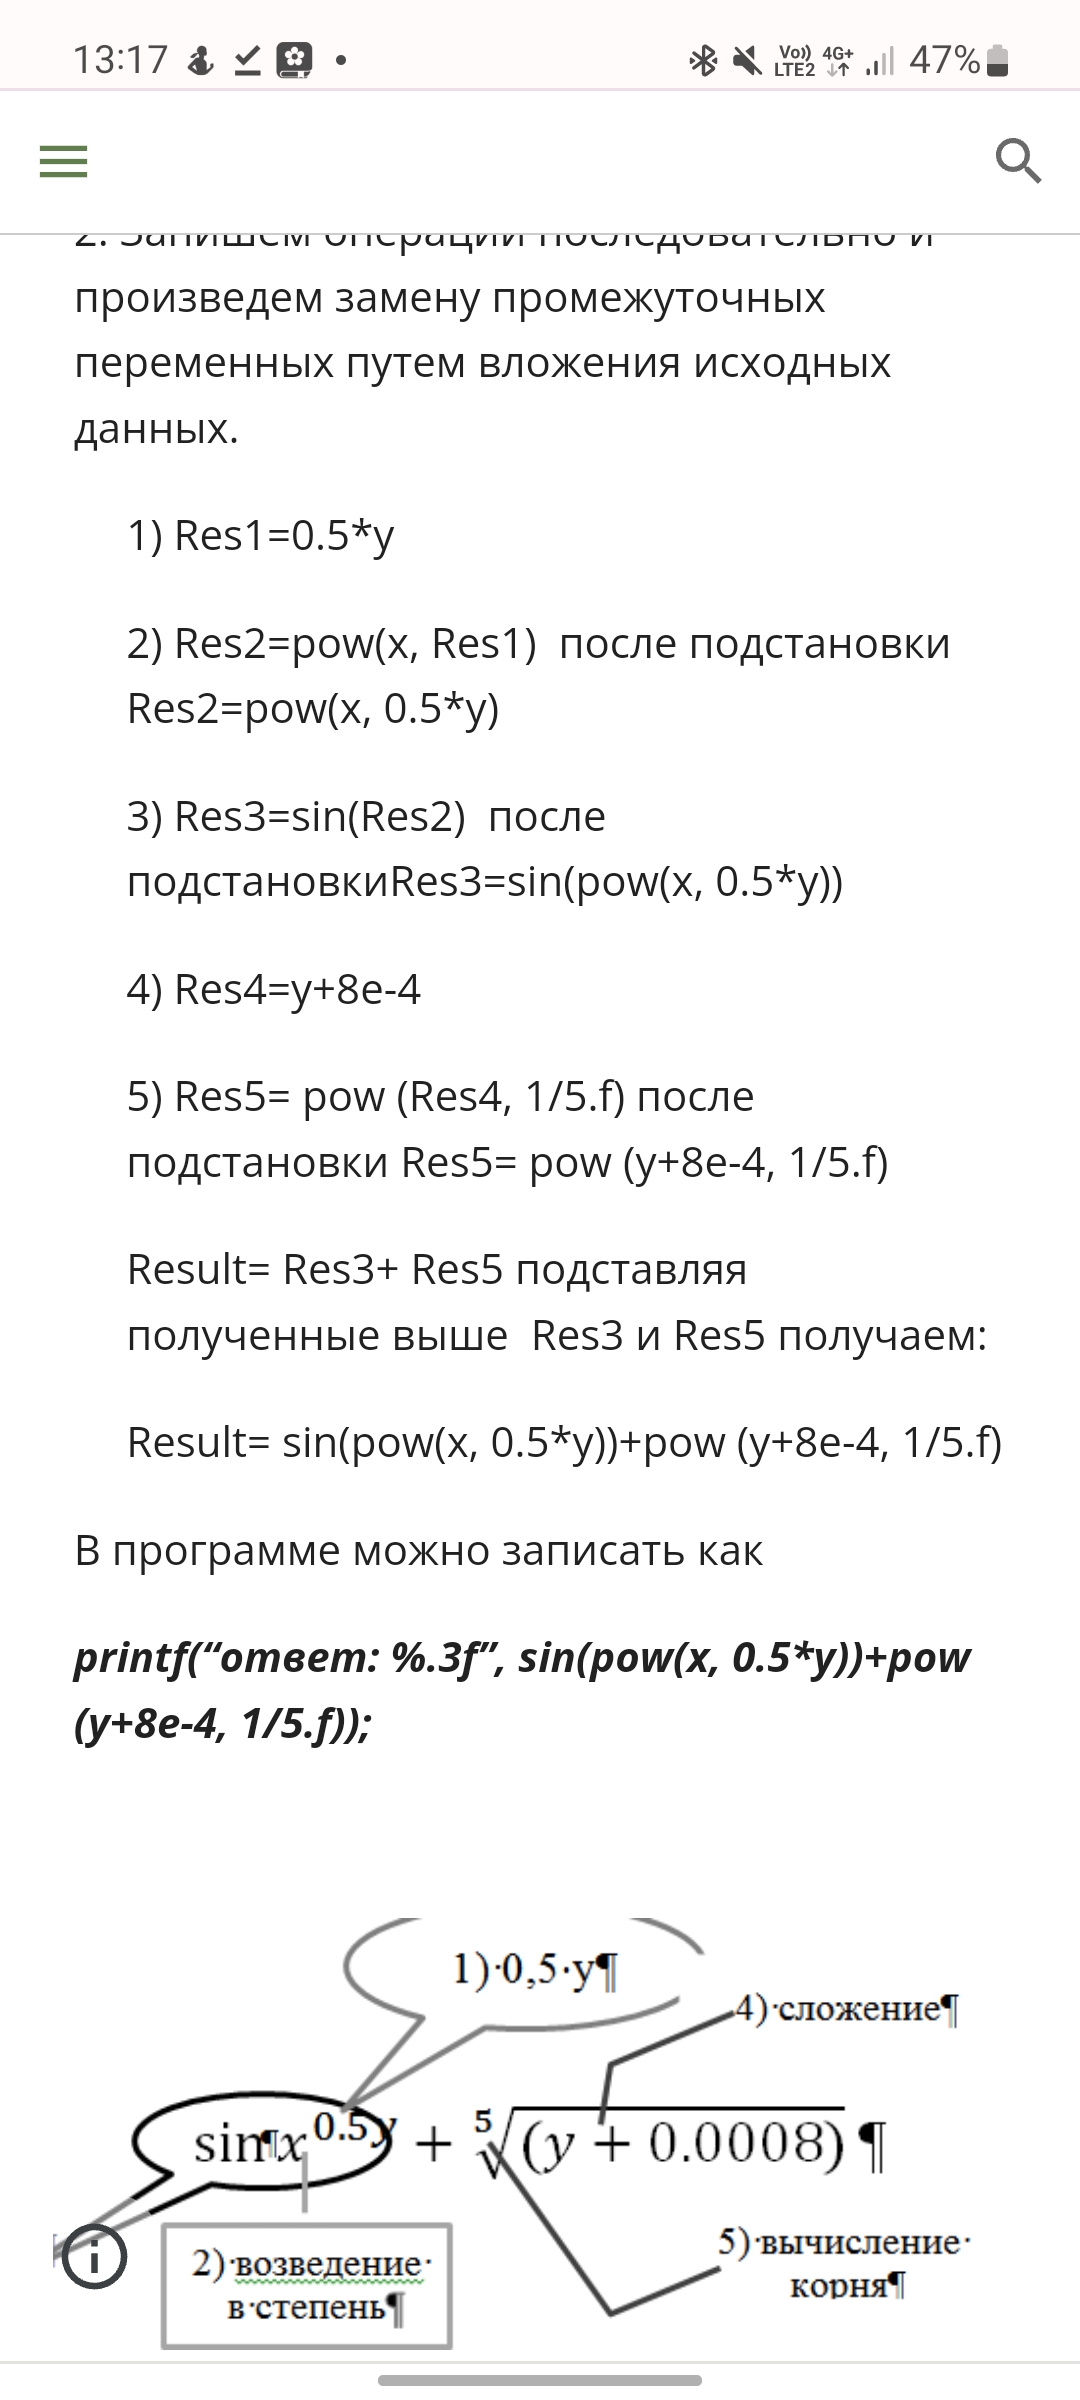 13:17
Vo)) 4G+
LTE2
47%
2. Запишем операции последовательно и
произведем замену промежуточных
переменных путем вложения исходных
данных.
1) Res1=0.5*y
2) Res2=pow(x, Res1)  после подстановки
Res2=pow(x, 0.5*y)
3) Res3=sin(Res2)  после
подстановкиRes3=sin(pow(x, 0.5*y))
4) Res4=y+8e-4
5) Res5= pow (Res4, 1/5.f) после
подстановки Res5= pow (y+8e-4, 1/5.f)
Result= Res3+ Res5 подставляя
полученные выше  Res3 и Res5 получаем:
Result= sin(pow(x, 0.5*y))+pow (y+8e-4, 1/5.f)
В программе можно записать как
printf(“ответ: %.3f”, sin(pow(x, 0.5*y))+pow
(y+8e-4, 1/5.f));
1)·0,5·y¶
4)·сложение¶
sin¶x^0.5y + ⁵√(y + 0.0008) ¶
2)·возведение·
в·степень¶
5)·вычисление·
корня¶